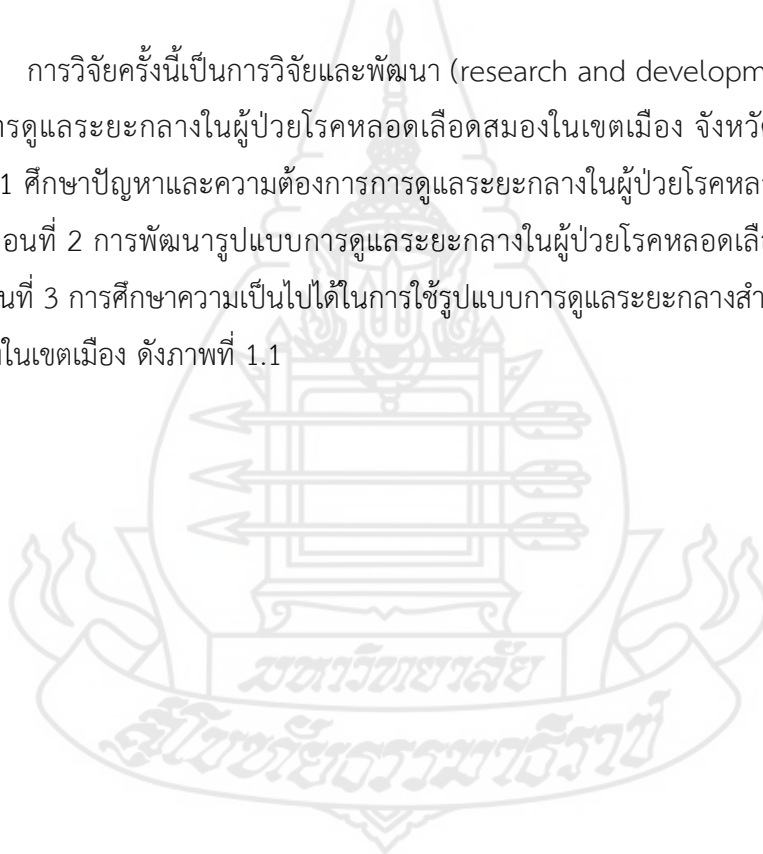 การวิจัยครั้งนี้เป็นการวิจัยและพัฒนา (research and developm
ารดูแลระยะกลางในผู้ป่วยโรคหลอดเลือดสมองในเขตเมือง จังหวัด
1 ศึกษาปัญหาและความต้องการการดูแลระยะกลางในผู้ป่วยโรคหล
อนที่ 2 การพัฒนารูปแบบการดูแลระยะกลางในผู้ป่วยโรคหลอดเลือ
นที่ 3 การศึกษาความเป็นไปได้ในการใช้รูปแบบการดูแลระยะกลางสำ
ในเขตเมือง ดังภาพที่ 1.1
มหาวิทยาลัย
สุโขทัยธรรมาธิราช